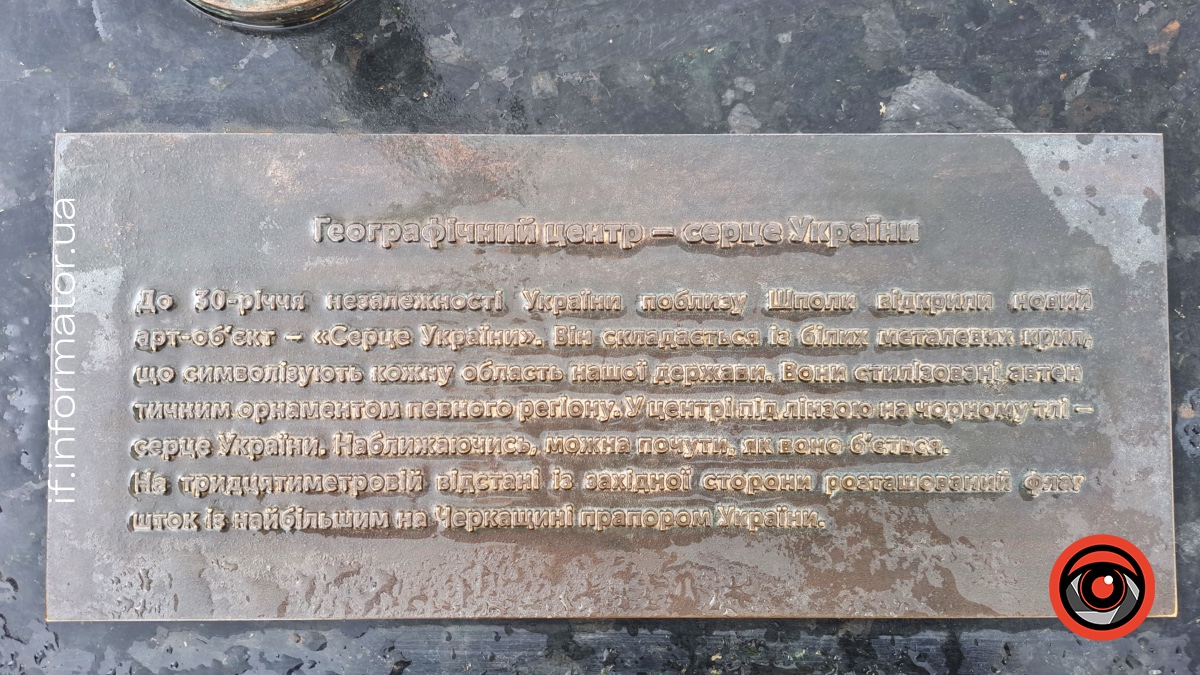 Географічний центр – серце України
До 30-річчя незалежності України поблизу Шполи відкрили новий
арт-об'єкт – «Серце України». Він складається із білих металевих крил,
що символізують кожну область нашої держави. Вони стилізовані автен
тичним орнаментом певного регіону. У центрі під лінзою на чорному тлі –
серце України. Наближаючись, можна почути, як воно б'ється.
На тридцятиметровій відстані із західної сторони розташований флаг
шток із найбільшим на Черкащині прапором України.
if.informator.ua